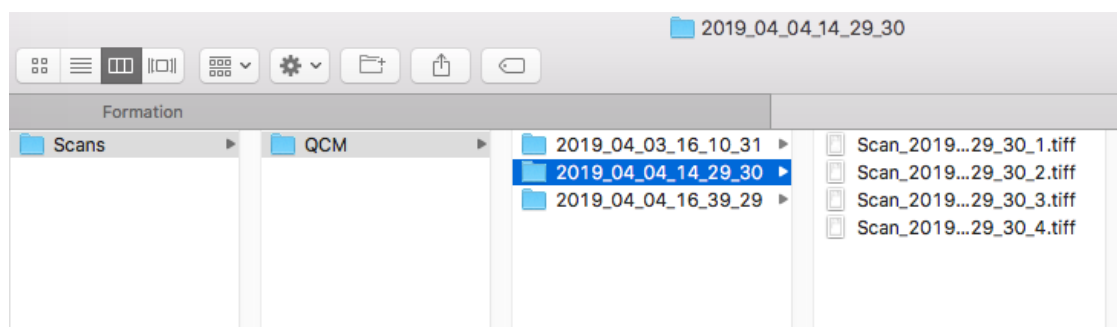 2019_04_04_14_29_30
Formation
Scans
QCM
2019_04_03_16_10_31
2019_04_04_14_29_30
2019_04_04_16_39_29
Scan_2019...29_30_1.tiff
Scan_2019...29_30_2.tiff
Scan_2019...29_30_3.tiff
Scan_2019...29_30_4.tiff